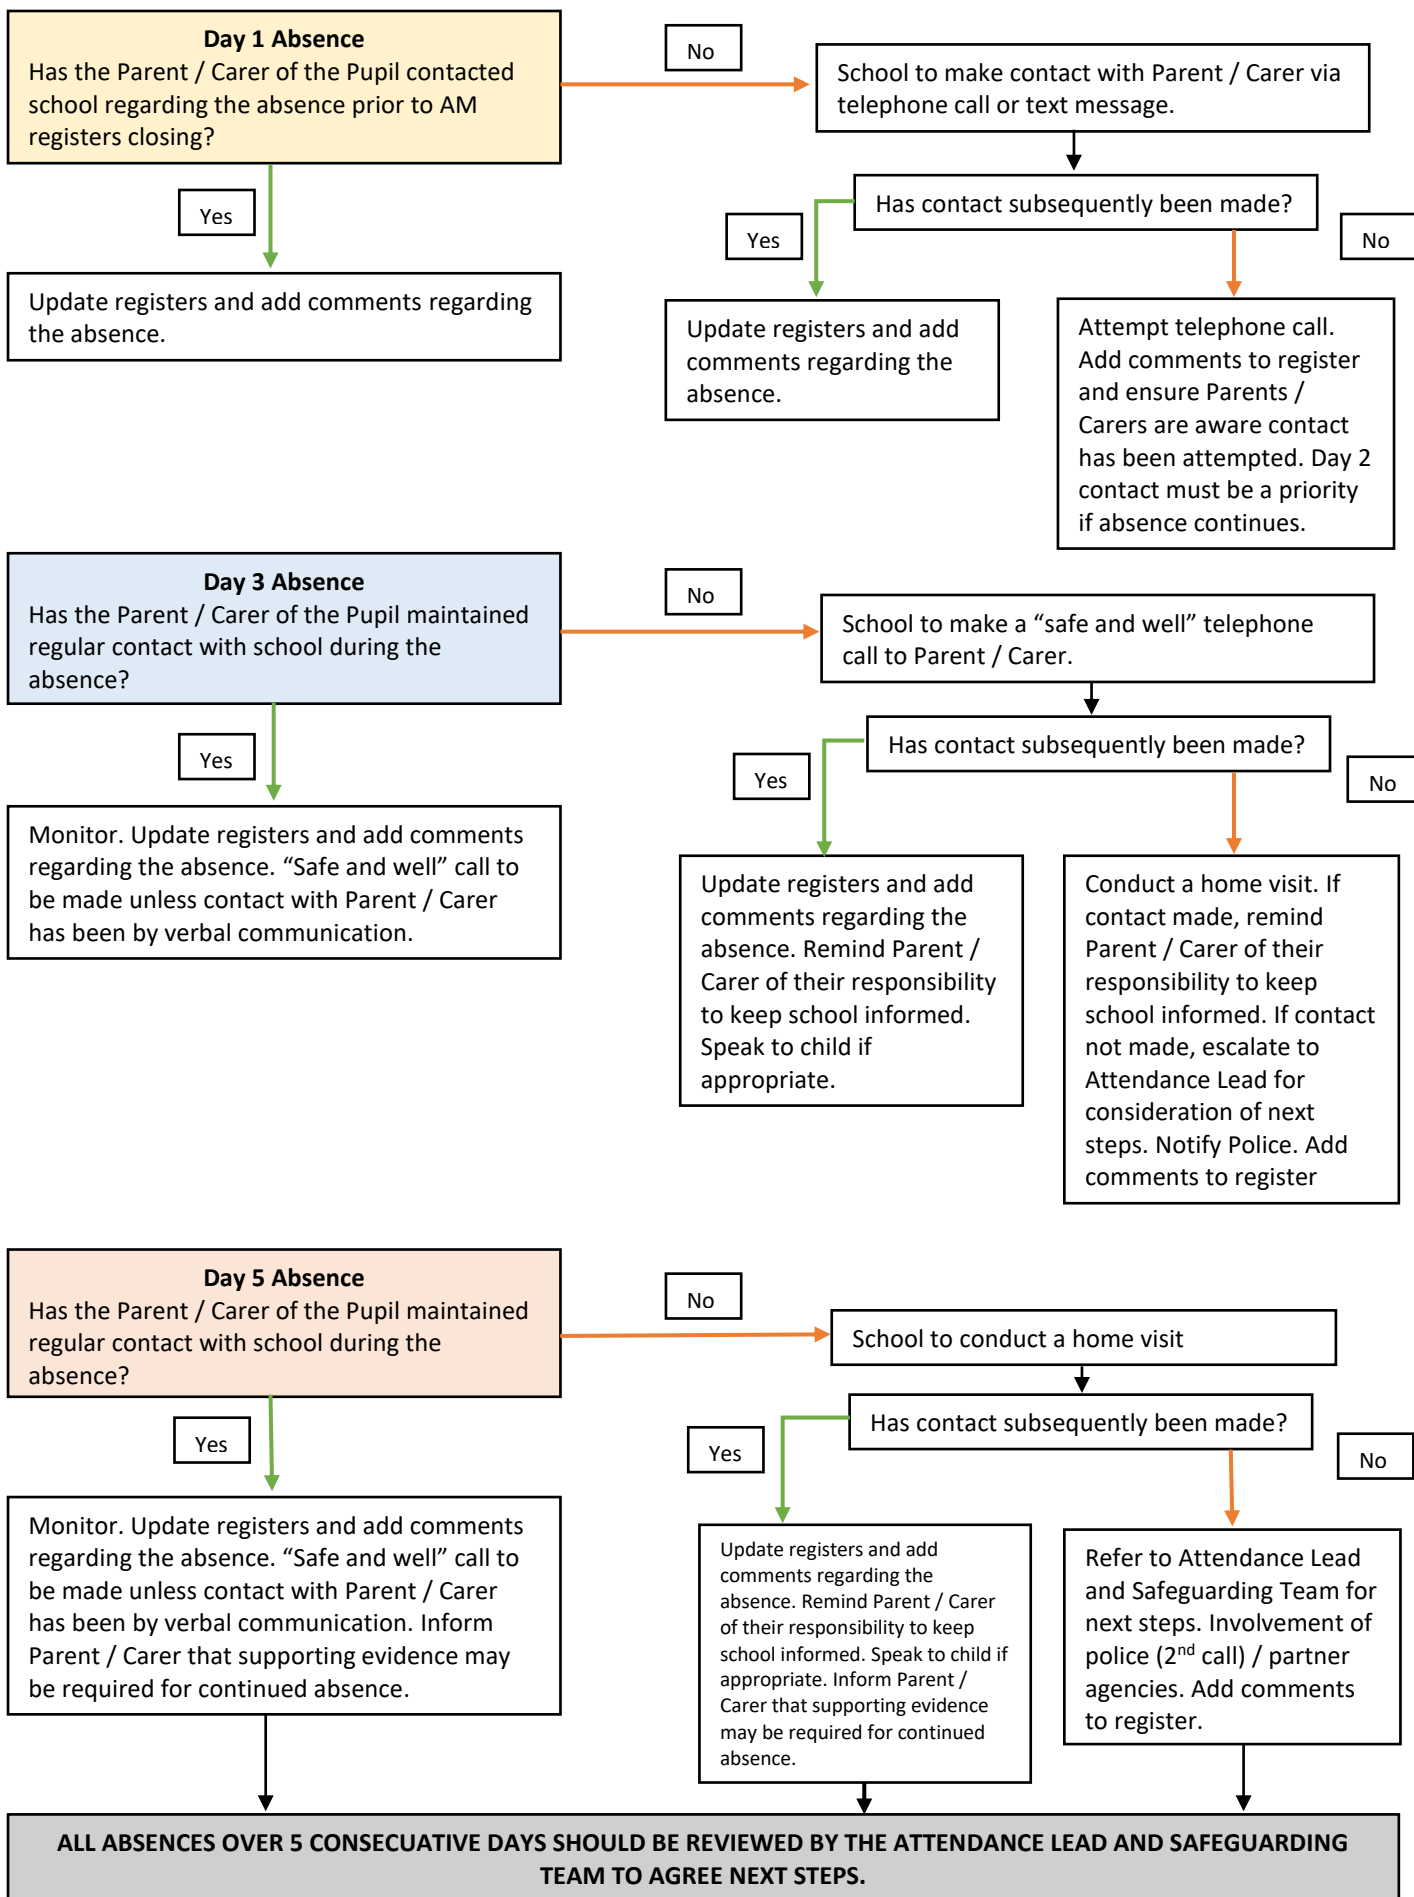 Day 1 Absence
Has the Parent / Carer of the Pupil contacted
school regarding the absence prior to AM
registers closing?
No
School to make contact with Parent / Carer via
telephone call or text message.
Yes
Has contact subsequently been made?
Yes
No
Update registers and add comments regarding
the absence.
Update registers and add
comments regarding the
absence.
Attempt telephone call.
Add comments to register
and ensure Parents /
Carers are aware contact
has been attempted. Day 2
contact must be a priority
if absence continues.
Day 3 Absence
Has the Parent / Carer of the Pupil maintained
regular contact with school during the
absence?
No
School to make a “safe and well” telephone
call to Parent / Carer.
Yes
Has contact subsequently been made?
Yes
No
Monitor. Update registers and add comments
regarding the absence. “Safe and well” call to
be made unless contact with Parent / Carer
has been by verbal communication.
Update registers and add
comments regarding the
absence. Remind Parent /
Carer of their responsibility
to keep school informed.
Speak to child if
appropriate.
Conduct a home visit. If
contact made, remind
Parent / Carer of their
responsibility to keep
school informed. If contact
not made, escalate to
Attendance Lead for
consideration of next
steps. Notify Police. Add
comments to register
Day 5 Absence
Has the Parent / Carer of the Pupil maintained
regular contact with school during the
absence?
No
School to conduct a home visit
Yes
Has contact subsequently been made?
Yes
No
Monitor. Update registers and add comments
regarding the absence. “Safe and well” call to
be made unless contact with Parent / Carer
has been by verbal communication. Inform
Parent / Carer that supporting evidence may
be required for continued absence.
Update registers and add
comments regarding the
absence. Remind Parent / Carer
of their responsibility to keep
school informed. Speak to child if
appropriate. Inform Parent /
Carer that supporting evidence
may be required for continued
absence.
Refer to Attendance Lead
and Safeguarding Team for
next steps. Involvement of
police (2nd call) / partner
agencies. Add comments
to register.
ALL ABSENCES OVER 5 CONSECUATIVE DAYS SHOULD BE REVIEWED BY THE ATTENDANCE LEAD AND SAFEGUARDING
TEAM TO AGREE NEXT STEPS.